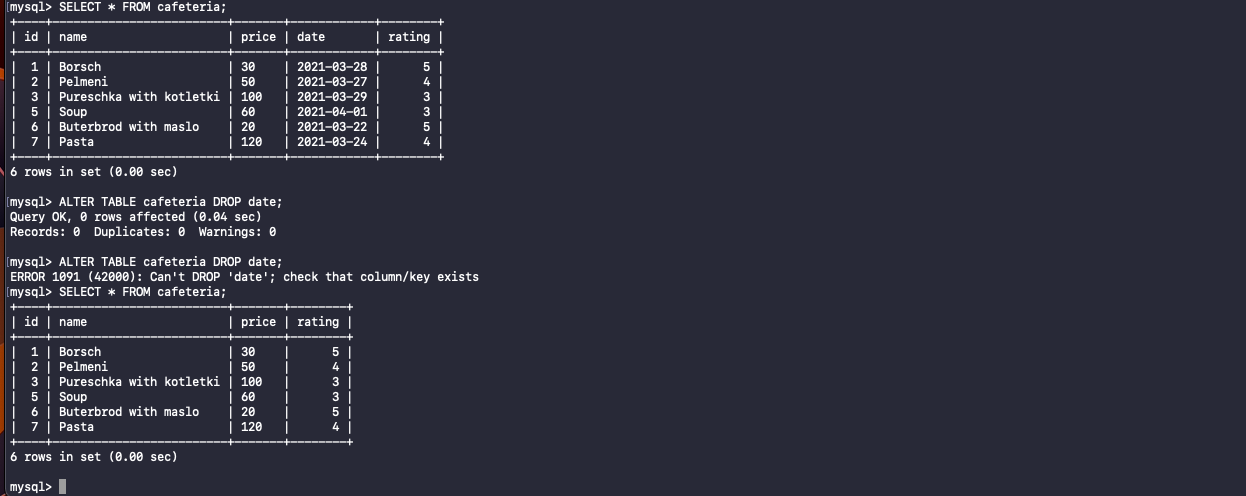 [mysql> SELECT * FROM cafeteria;
+----+-------------------------+-------+------------+--------+
| id | name                    | price | date       | rating |
+----+-------------------------+-------+------------+--------+
|  1 | Borsch                  | 30    | 2021-03-28 |      5 |
|  2 | Pelmeni                 | 50    | 2021-03-27 |      4 |
|  3 | Pureschka with kotletki | 100   | 2021-03-29 |      3 |
|  5 | Soup                    | 60    | 2021-04-01 |      3 |
|  6 | Buterbrod with maslo    | 20    | 2021-03-22 |      5 |
|  7 | Pasta                   | 120   | 2021-03-24 |      4 |
+----+-------------------------+-------+------------+--------+
6 rows in set (0.00 sec)
[mysql> ALTER TABLE cafeteria DROP date;
Query OK, 0 rows affected (0.04 sec)
Records: 0  Duplicates: 0  Warnings: 0
[mysql> ALTER TABLE cafeteria DROP date;
ERROR 1091 (42000): Can't DROP 'date'; check that column/key exists
[mysql> SELECT * FROM cafeteria;
+----+-------------------------+-------+--------+
| id | name                    | price | rating |
+----+-------------------------+-------+--------+
|  1 | Borsch                  | 30    |      5 |
|  2 | Pelmeni                 | 50    |      4 |
|  3 | Pureschka with kotletki | 100   |      3 |
|  5 | Soup                    | 60    |      3 |
|  6 | Buterbrod with maslo    | 20    |      5 |
|  7 | Pasta                   | 120   |      4 |
+----+-------------------------+-------+--------+
6 rows in set (0.00 sec)
mysql>